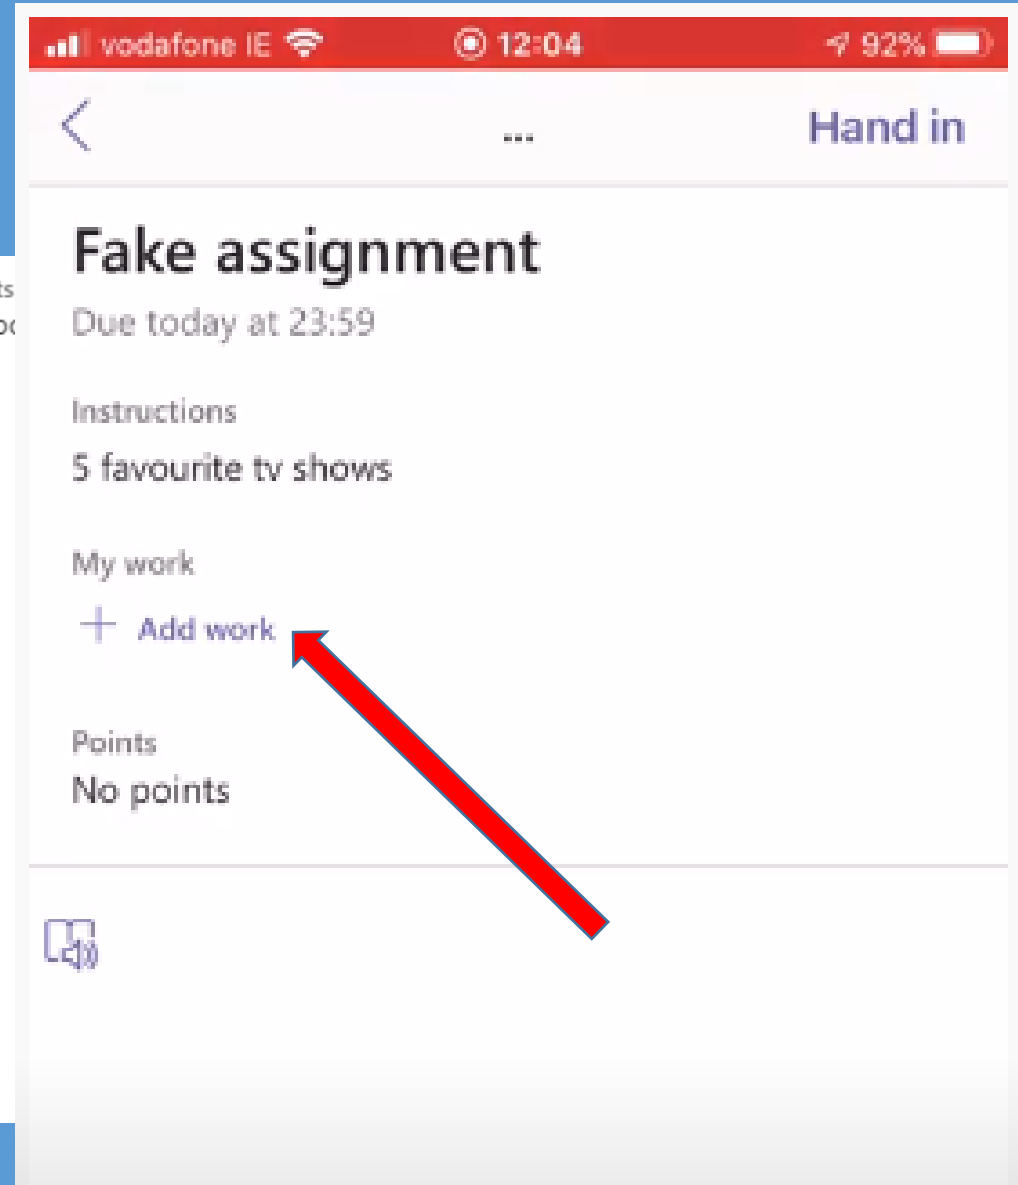 vodafone IE 12:04 92%
... Hand in
Fake assignment
Due today at 23:59
Instructions
5 favourite tv shows
My work
+ Add work
Points
No points